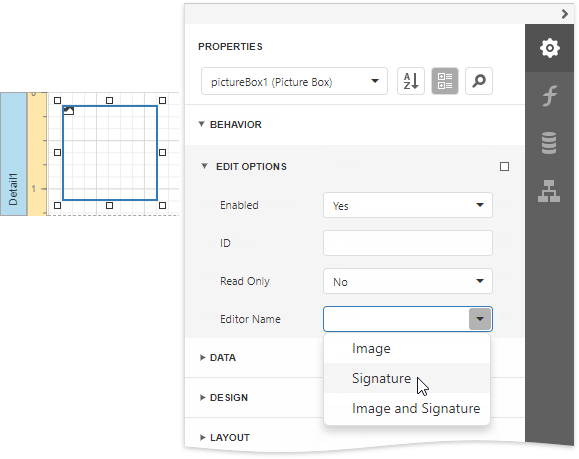 PROPERTIES
pictureBox1 (Picture Box)
A
Z
BEHAVIOR
EDIT OPTIONS
Enabled
Yes
ID
Read Only
No
Editor Name
Image
Signature
Image and Signature
DATA
DESIGN
LAYOUT
Detail1
0
1